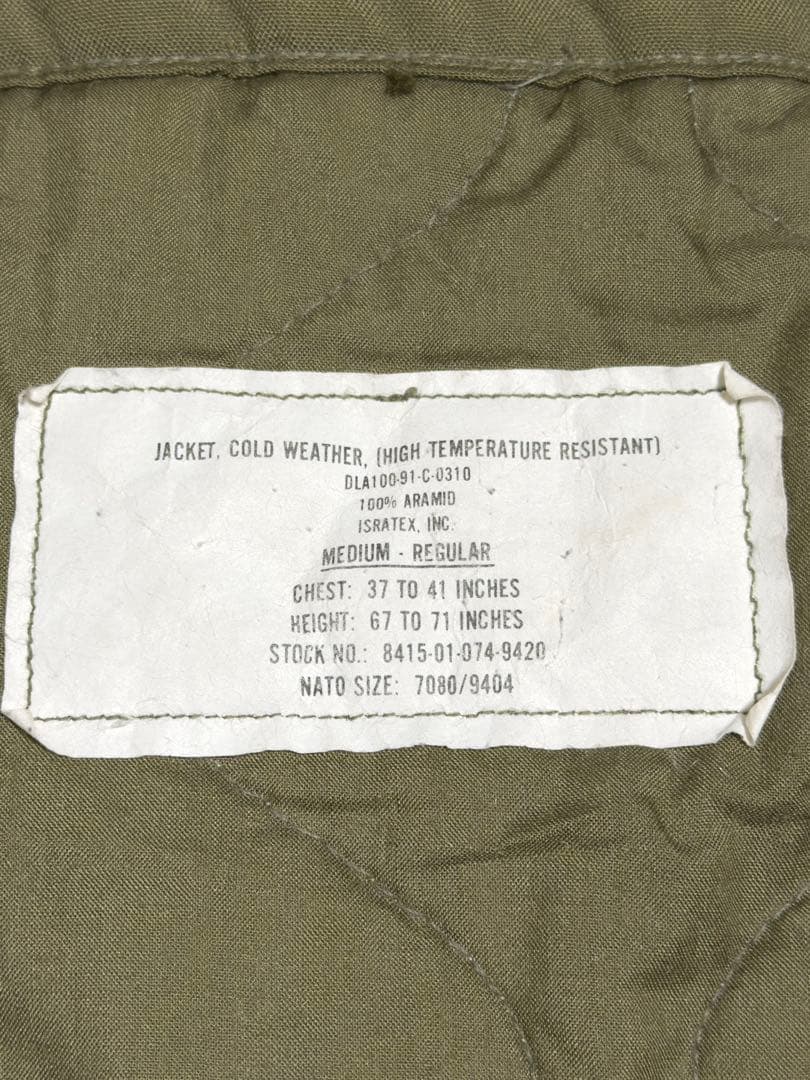 JACKET, COLD WEATHER, (HIGH TEMPERATURE RESISTANT)
DLA100-91-C-0310
100% ARAMID
ISRATEX, INC.
MEDIUM - REGULAR
CHEST: 37 TO 41 INCHES
HEIGHT: 67 TO 71 INCHES
STOCK NO.: 8415-01-074-9420
NATO SIZE: 7080/9404